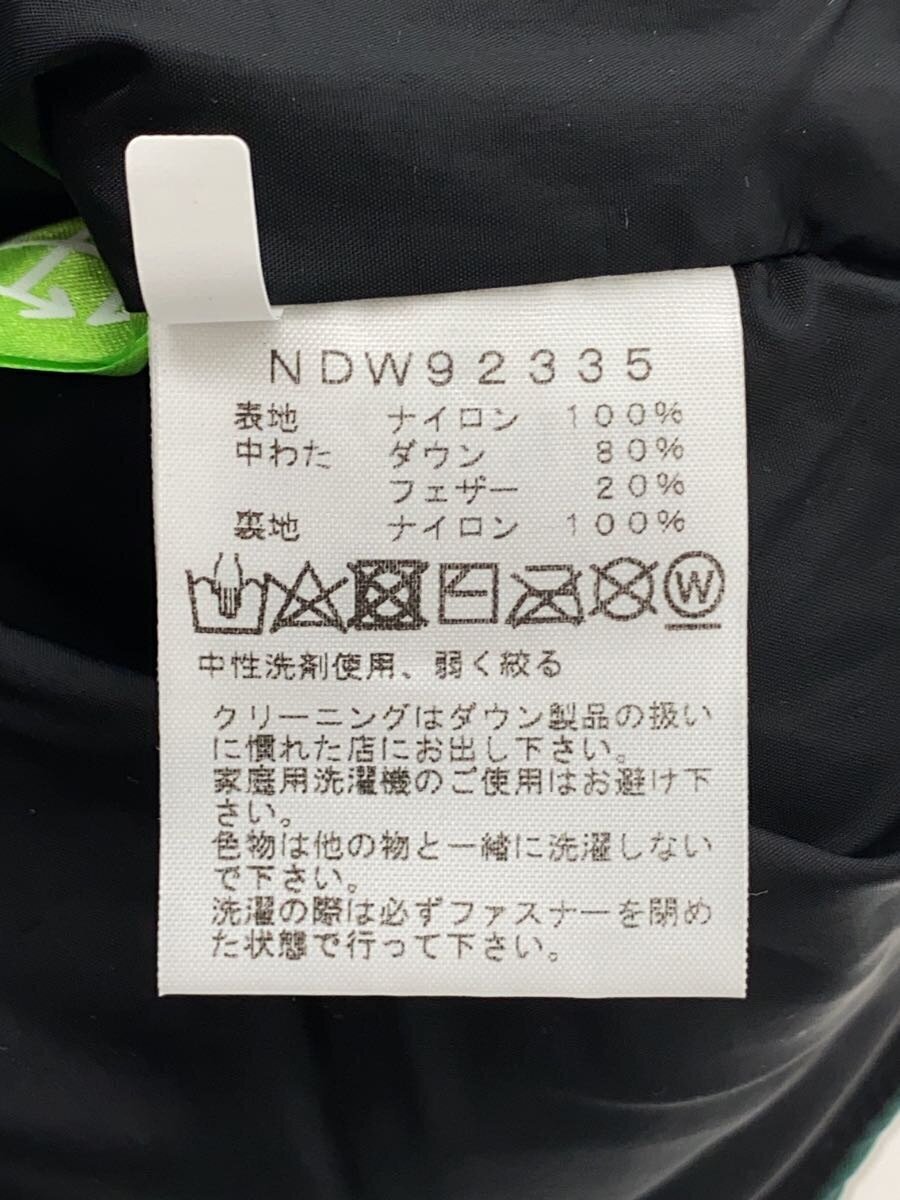 NDW92335
表地 ナイロン 100%
中わた ダウン 80%
フェザー 20%
裏地 ナイロン 100%
W
中性洗剤使用、弱く絞る
クリーニングはダウン製品の扱い
に慣れた店にお出し下さい。
家庭用洗濯機のご使用はお避け下
さい。
色物は他の物と一緒に洗濯しない
で下さい。
洗濯の際は必ずファスナーを閉め
た状態で行って下さい。